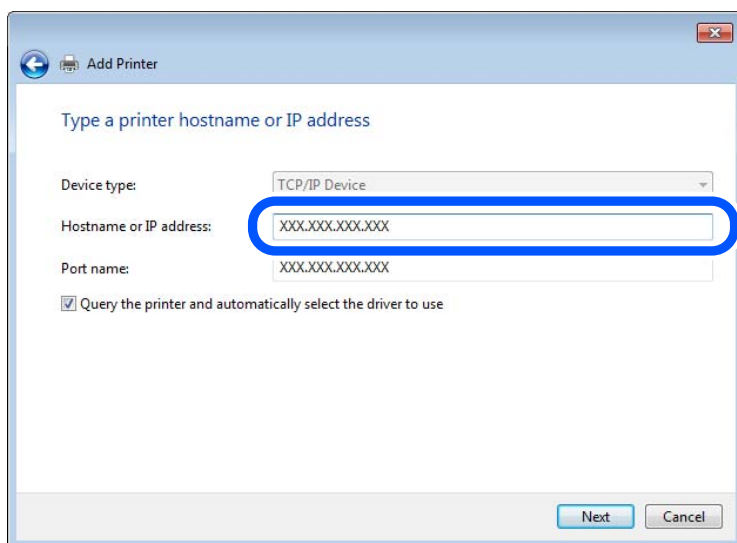 Add Printer
Type a printer hostname or IP address
Device type: TCP/IP Device
Hostname or IP address: XXX.XXX.XXX.XXX
Port name: XXX.XXX.XXX.XXX
Query the printer and automatically select the driver to use
Next Cancel